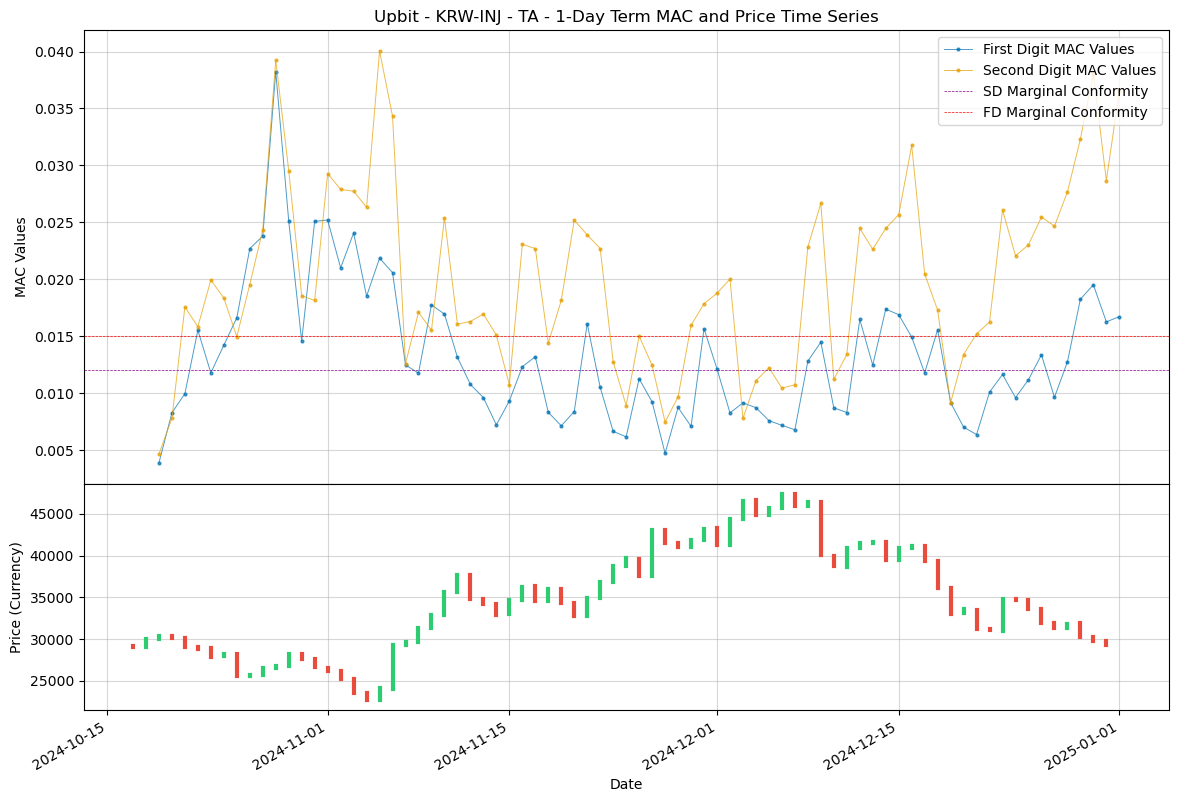 Upbit - KRW-INJ - TA - 1-Day Term MAC and Price Time Series
First Digit MAC Values
Second Digit MAC Values
SD Marginal Conformity
FD Marginal Conformity
MAC Values
0.040
0.035
0.030
0.025
0.020
0.015
0.010
0.005
Price (Currency)
45000
40000
35000
30000
25000
2024-10-15
2024-11-01
2024-11-15
2024-12-01
2024-12-15
2025-01-01
Date